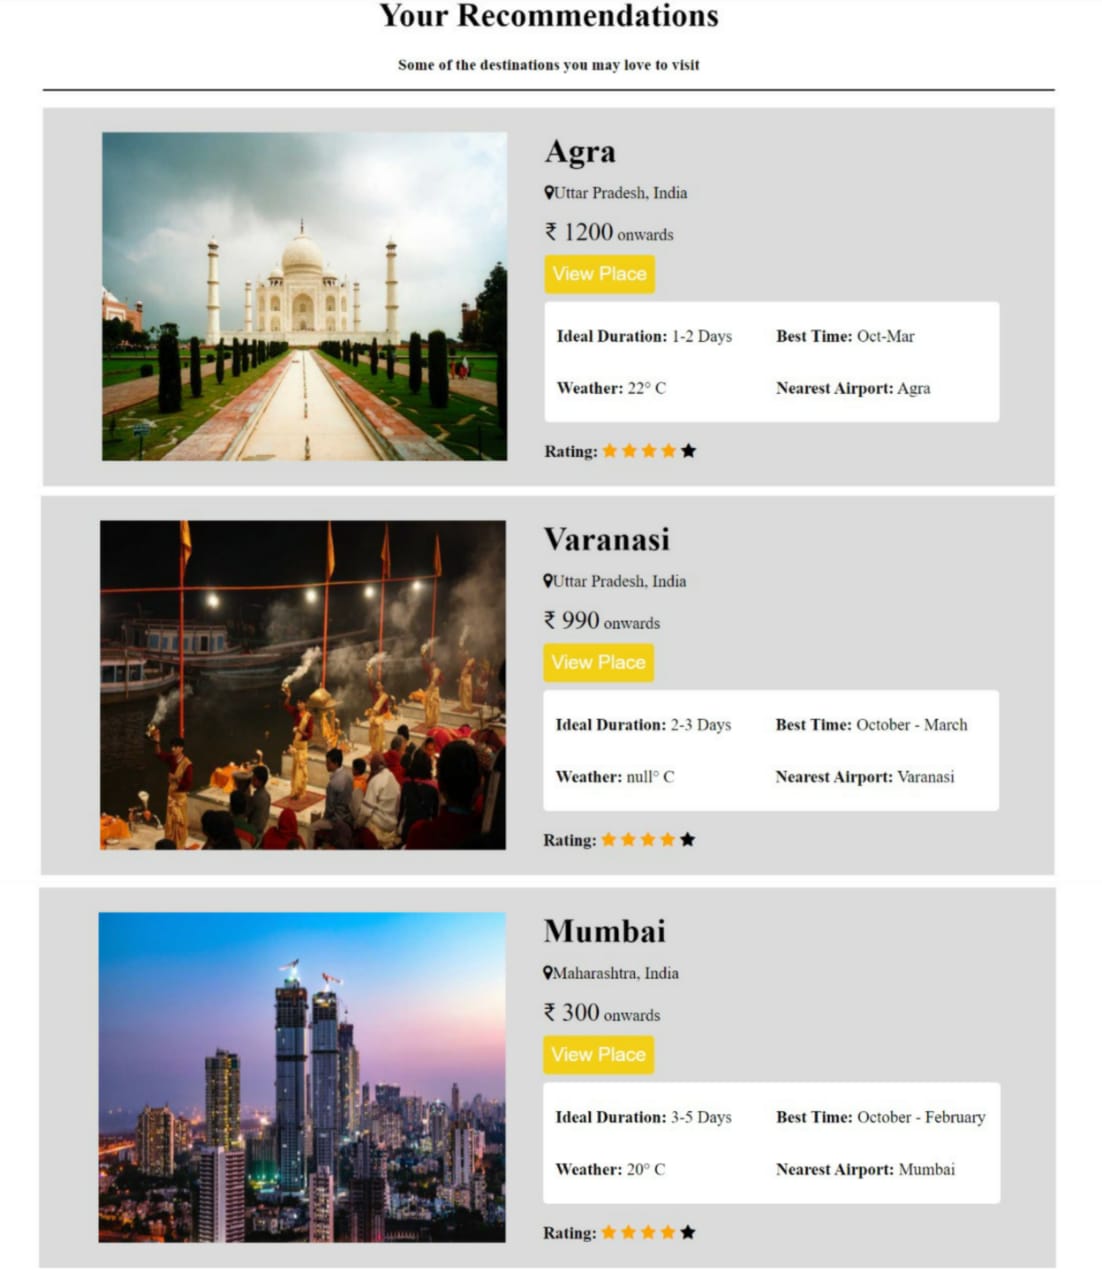 Your Recommendations
Some of the destinations you may love to visit
Agra
Uttar Pradesh, India
₹ 1200 onwards
View Place
Ideal Duration: 1-2 Days Best Time: Oct-Mar
Weather: 22° C Nearest Airport: Agra
Rating:
Varanasi
Uttar Pradesh, India
₹ 990 onwards
View Place
Ideal Duration: 2-3 Days Best Time: October - March
Weather: null° C Nearest Airport: Varanasi
Rating:
Mumbai
Maharashtra, India
₹ 300 onwards
View Place
Ideal Duration: 3-5 Days Best Time: October - February
Weather: 20° C Nearest Airport: Mumbai
Rating: